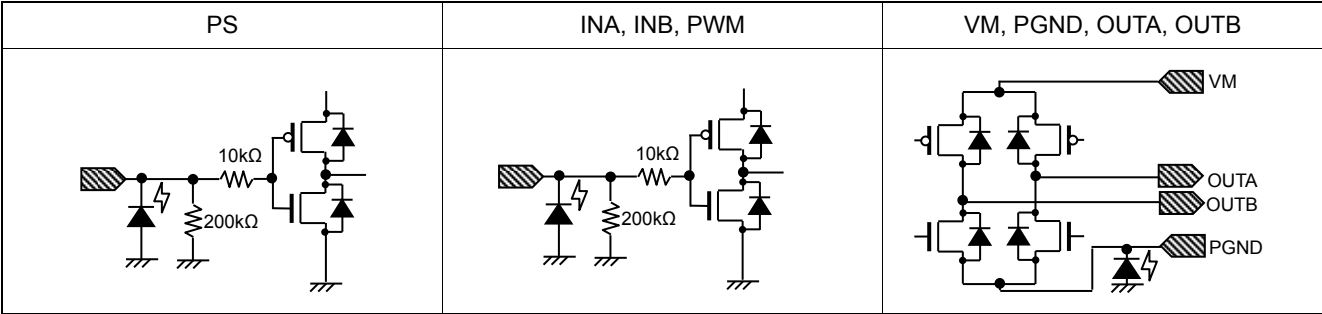 PS
INA, INB, PWM
VM, PGND, OUTA, OUTB
10kΩ
200kΩ
10kΩ
200kΩ
VM
OUTA
OUTB
PGND